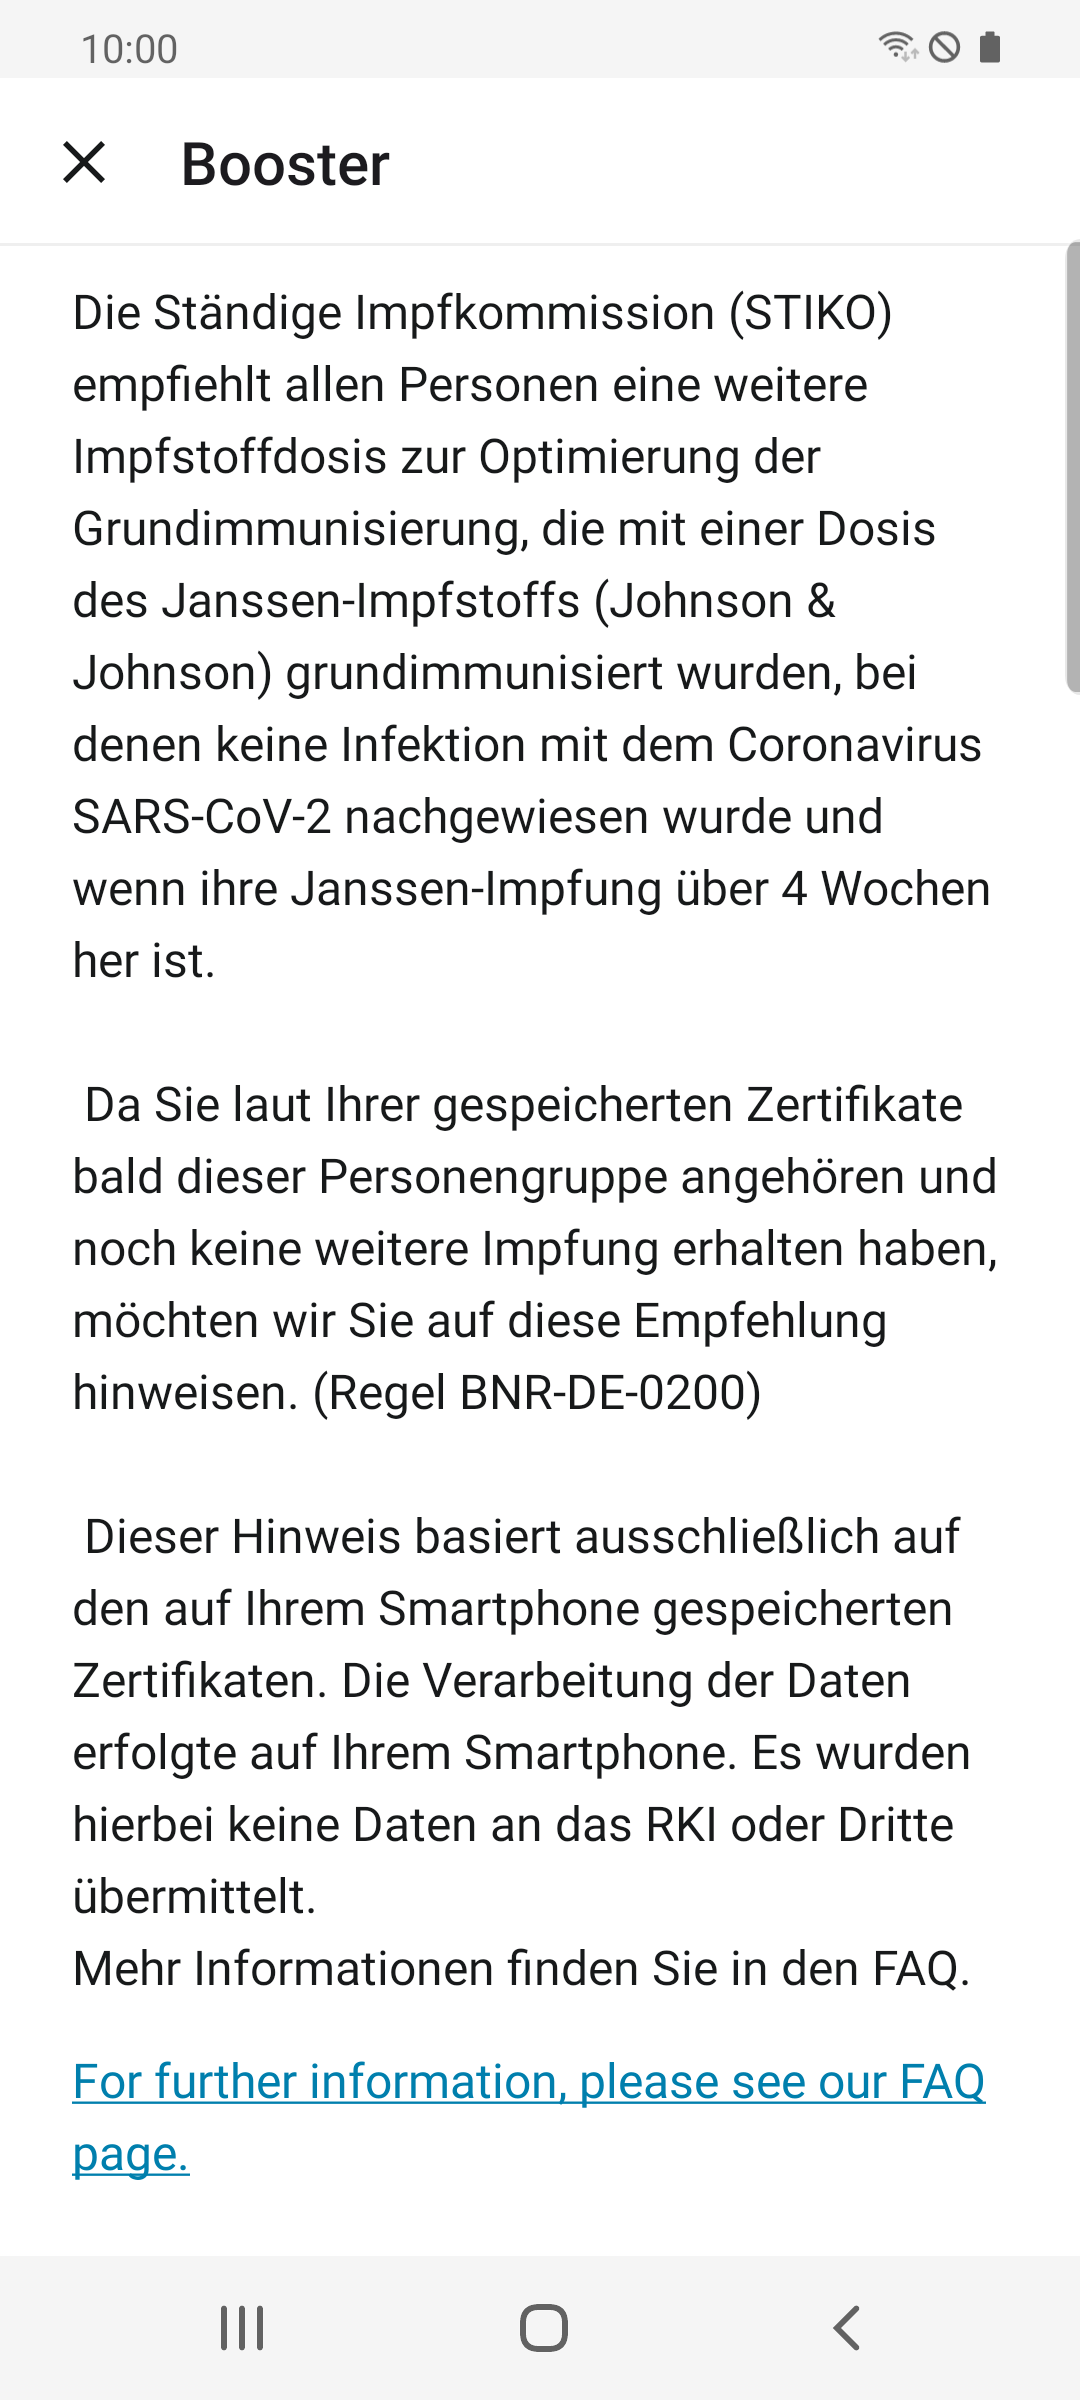 10:00
Booster
Die Ständige Impfkommission (STIKO)
empfiehlt allen Personen eine weitere
Impfstoffdosis zur Optimierung der
Grundimmunisierung, die mit einer Dosis
des Janssen-Impfstoffs (Johnson &
Johnson) grundimmunisiert wurden, bei
denen keine Infektion mit dem Coronavirus
SARS-CoV-2 nachgewiesen wurde und
wenn ihre Janssen-Impfung über 4 Wochen
her ist.
Da Sie laut Ihrer gespeicherten Zertifikate
bald dieser Personengruppe angehören und
noch keine weitere Impfung erhalten haben,
möchten wir Sie auf diese Empfehlung
hinweisen. (Regel BNR-DE-0200)
Dieser Hinweis basiert ausschließlich auf
den auf Ihrem Smartphone gespeicherten
Zertifikaten. Die Verarbeitung der Daten
erfolgte auf Ihrem Smartphone. Es wurden
hierbei keine Daten an das RKI oder Dritte
übermittelt.
Mehr Informationen finden Sie in den FAQ.
For further information, please see our FAQ
page.